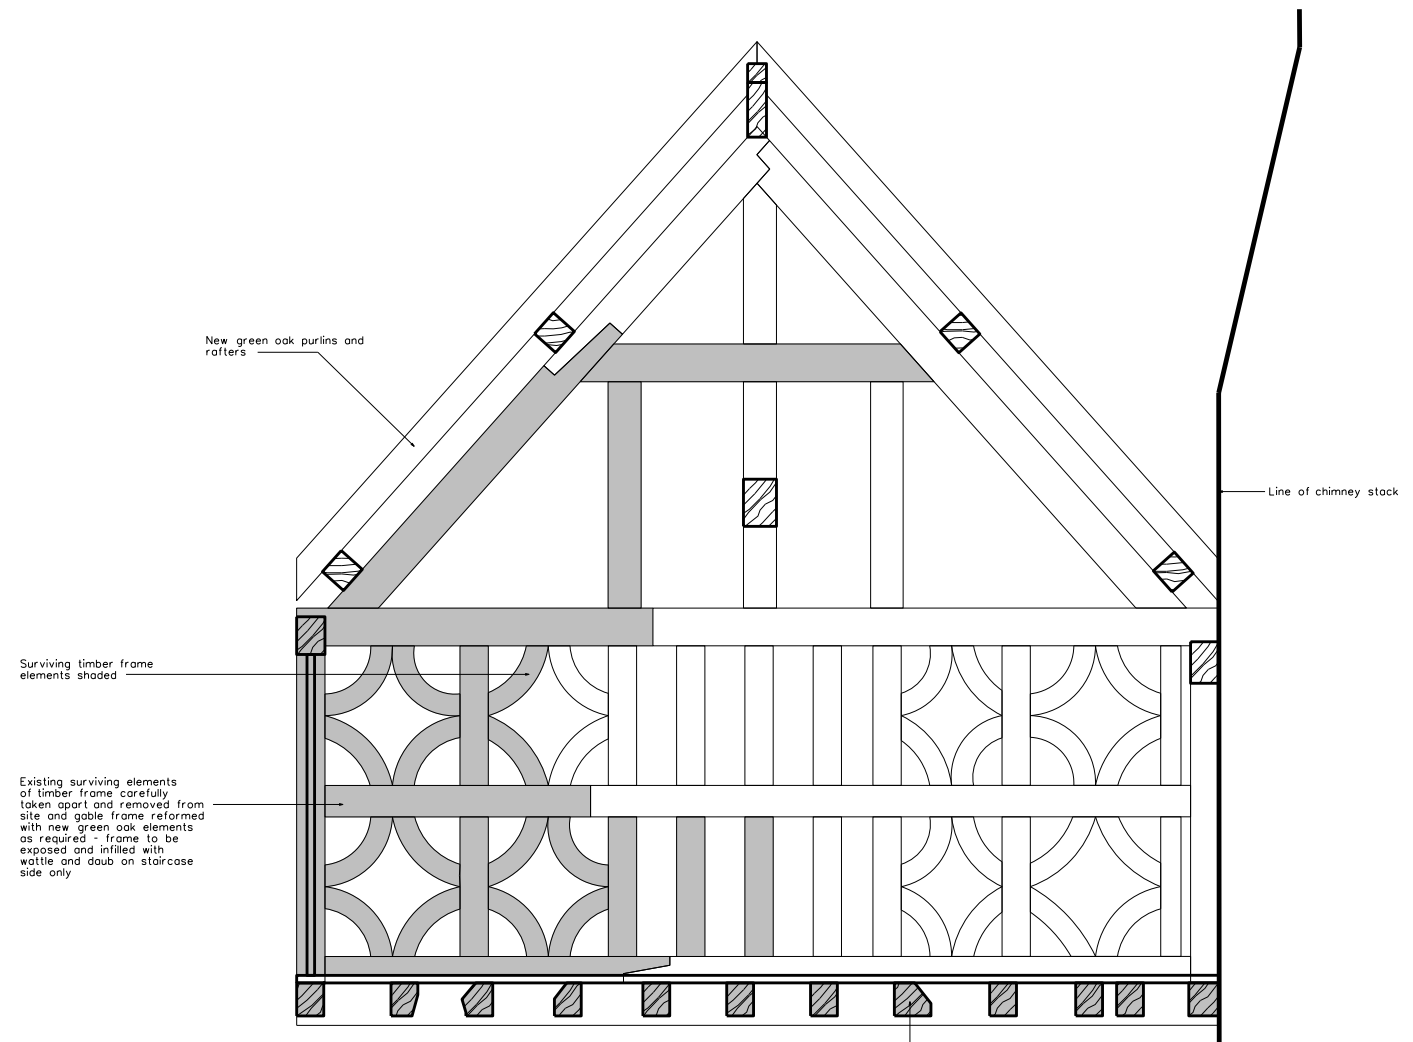 New green oak purlins and
rafters
Line of chimney stack
Surviving timber frame
elements shaded
Existing surviving elements
of timber frame carefully
taken apart and removed from
site and gable frame reformed
with new green oak elements
as required - frame to be
exposed and infilled with
wattle and daub on staircase
side only